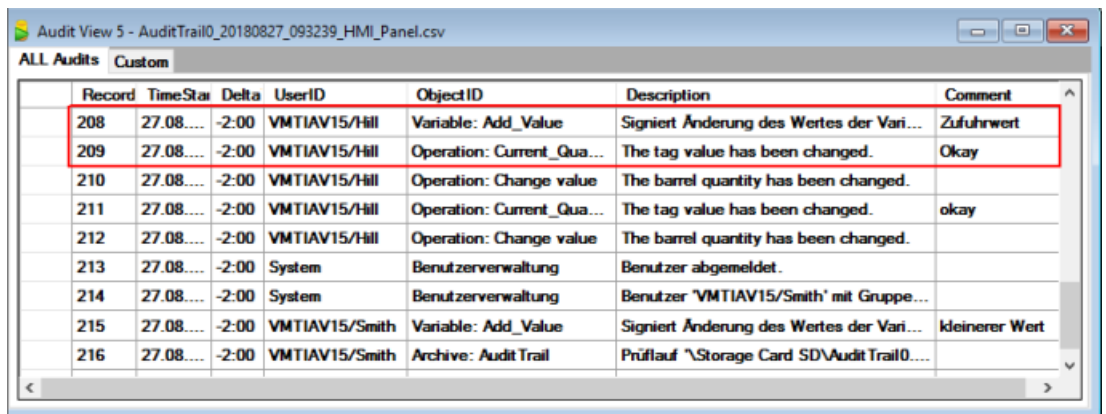 Audit View 5 - AuditTrail0_20180827_093239_HMI_Panel.csv
ALL Audits Custom
Record TimeStar Delta UserID ObjectID Description Comment
208 27.08.... -2:00 VMTIAV15/Hill Variable: Add_Value Signiert Änderung des Wertes der Vari... Zufuhrwert
209 27.08.... -2:00 VMTIAV15/Hill Operation: Current_Qua... The tag value has been changed. Okay
210 27.08.... -2:00 VMTIAV15/Hill Operation: Change value The barrel quantity has been changed.
211 27.08.... -2:00 VMTIAV15/Hill Operation: Current_Qua... The tag value has been changed. okay
212 27.08.... -2:00 VMTIAV15/Hill Operation: Change value The barrel quantity has been changed.
213 27.08.... -2:00 System Benutzerverwaltung Benutzer abgemeldet.
214 27.08.... -2:00 System Benutzerverwaltung Benutzer 'VMTIAV15/Smith' mit Gruppe...
215 27.08.... -2:00 VMTIAV15/Smith Variable: Add_Value Signiert Änderung des Wertes der Vari... kleinerer Wert
216 27.08.... -2:00 VMTIAV15/Smith Archive: AuditTrail Prüflauf '\Storage Card SD\AuditTrail0....